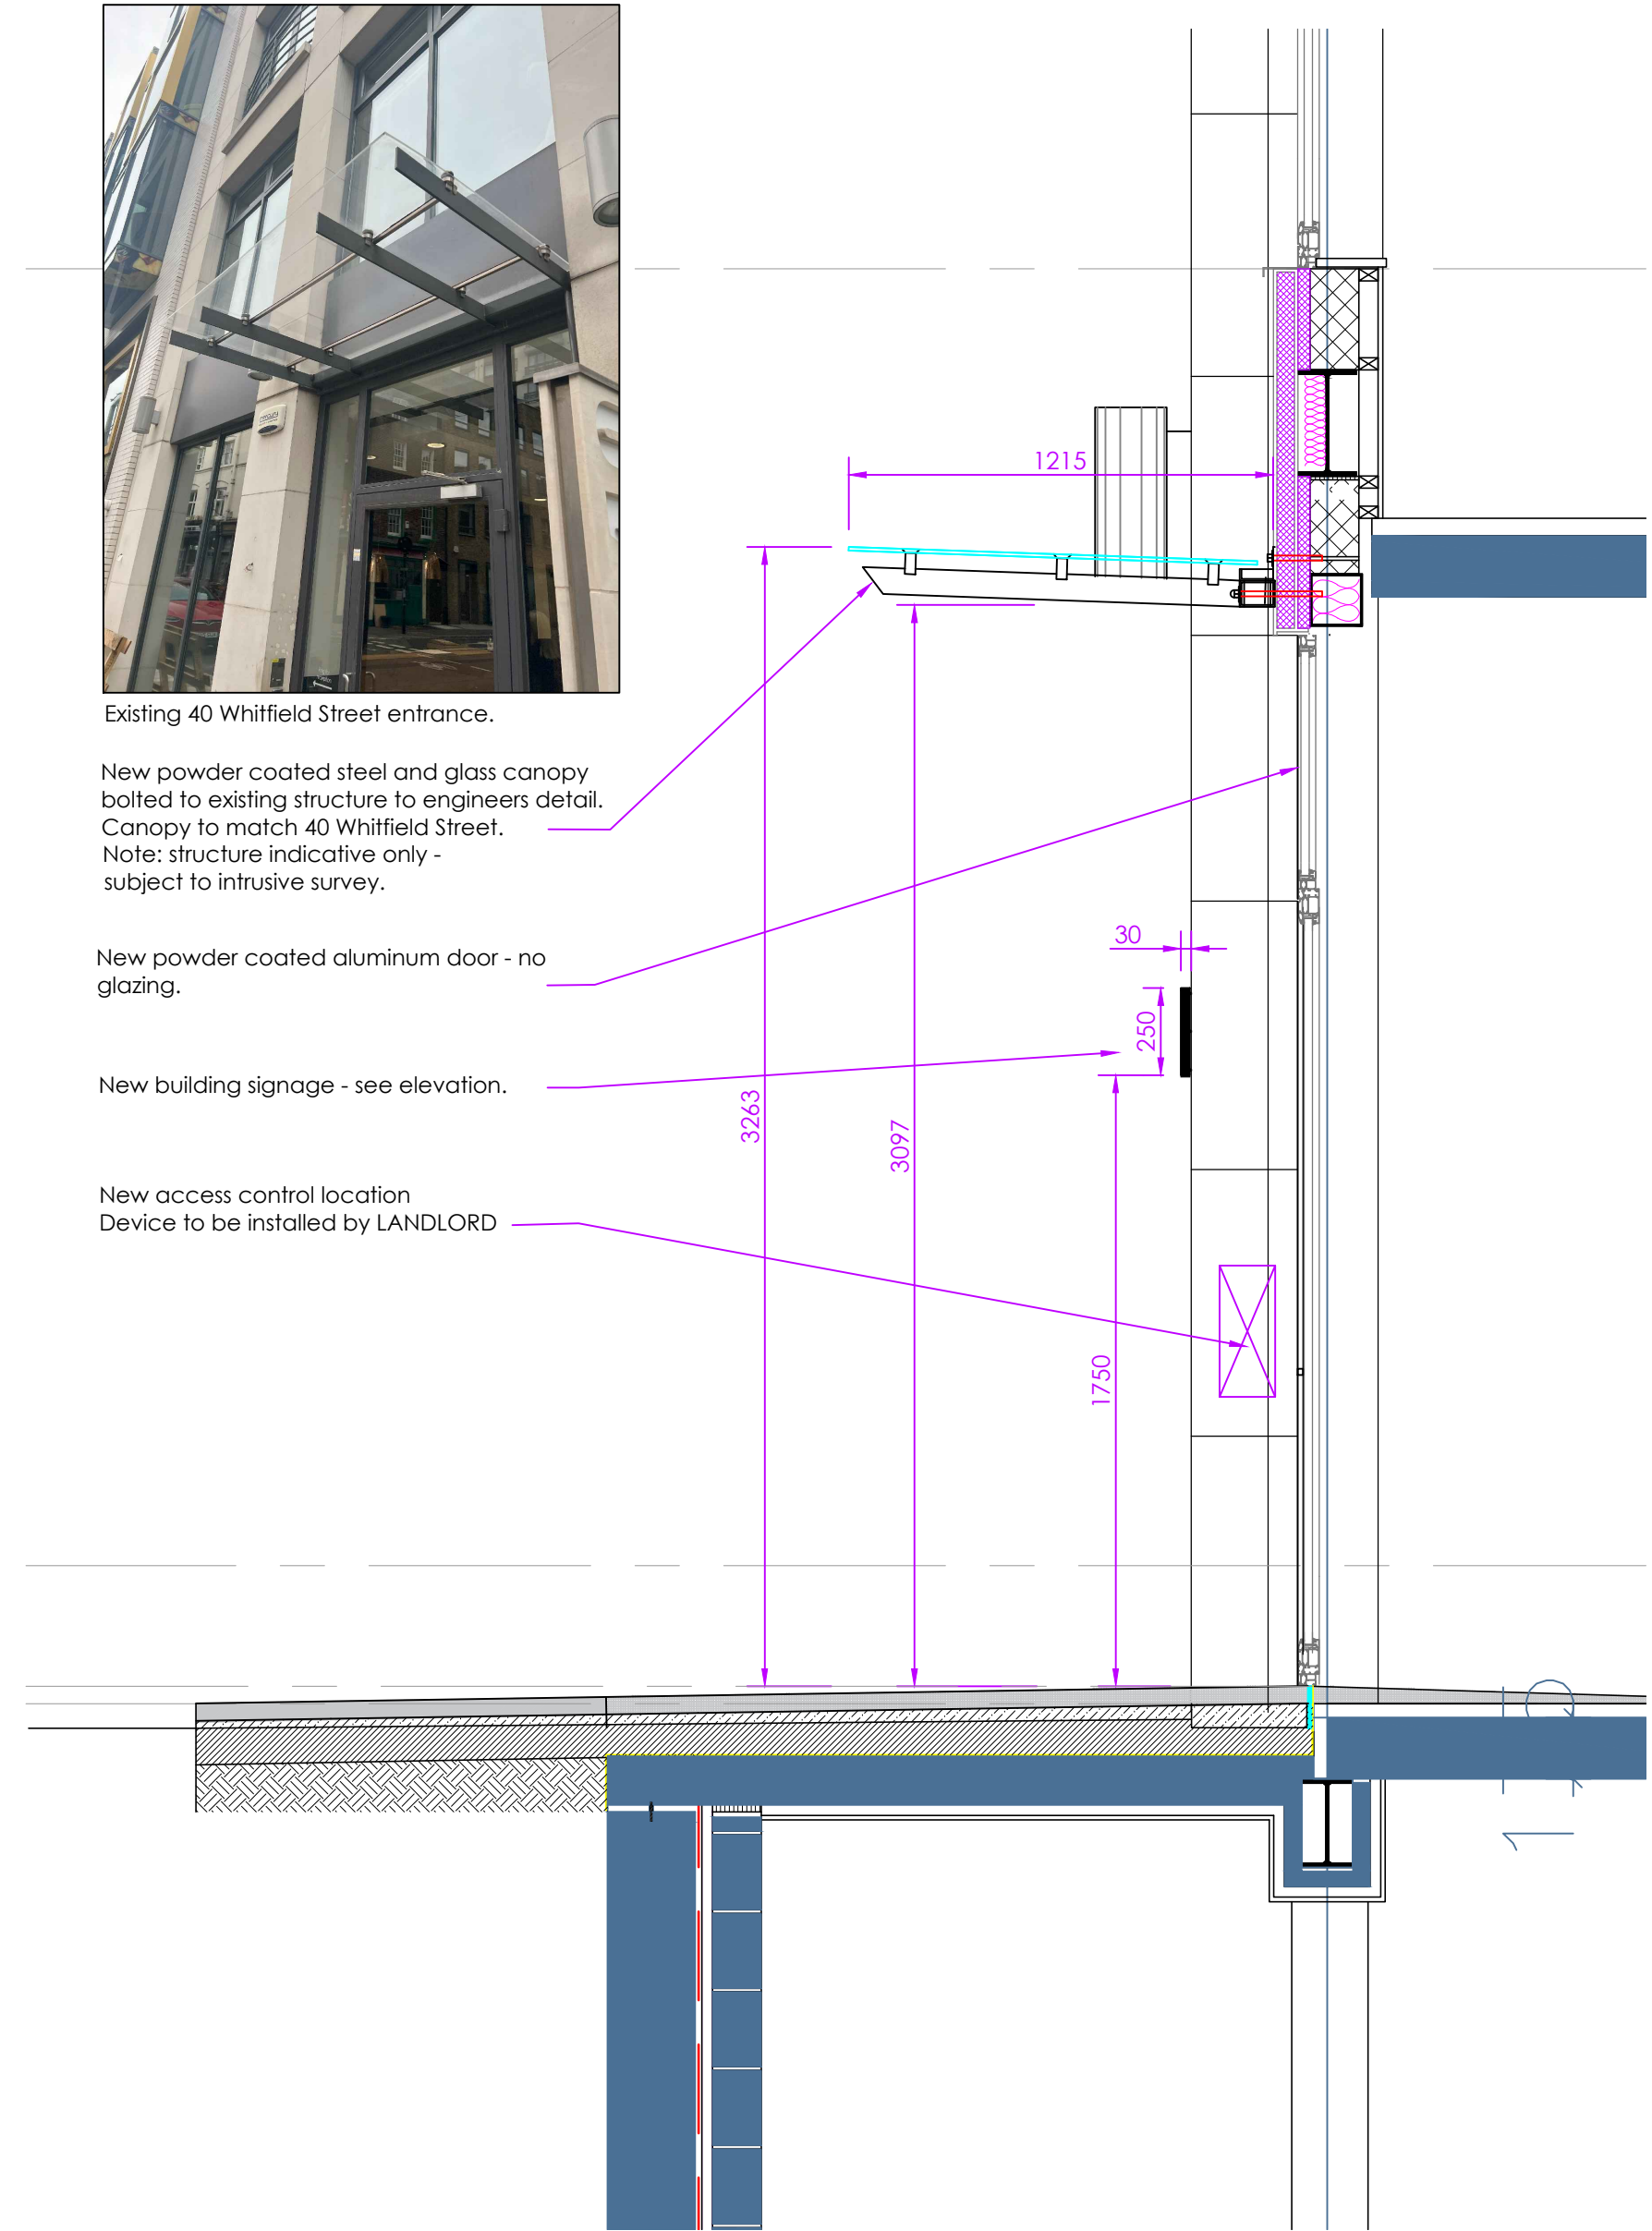 1215
Existing 40 Whitfield Street entrance.
New powder coated steel and glass canopy
bolted to existing structure to engineers detail.
Canopy to match 40 Whitfield Street.
Note: structure indicative only -
subject to intrusive survey.
30
New powder coated aluminum door - no
glazing.
250
New building signage - see elevation.
3263
3097
New access control location
Device to be installed by LANDLORD
1750